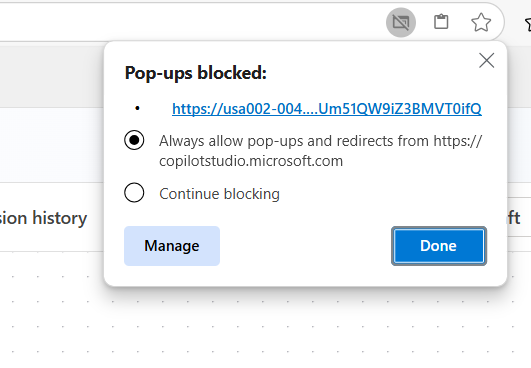 Pop-ups blocked:
• https://usa002-004....Um51QW9iZ3BMVT0ifQ
Always allow pop-ups and redirects from https://
copilotstudio.microsoft.com
Continue blocking
sion history
ft
Manage
Done